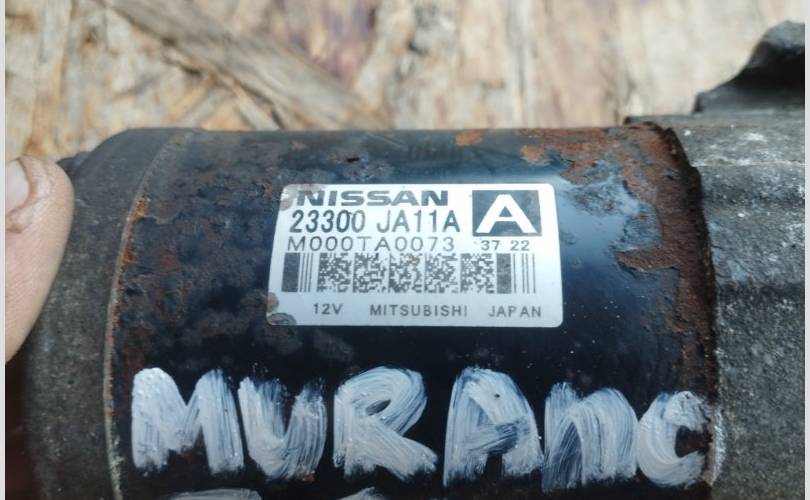 NISSAN
23300 JA11A A
M000TA0073 37 22
12V MITSUBISHI JAPAN
MURANO